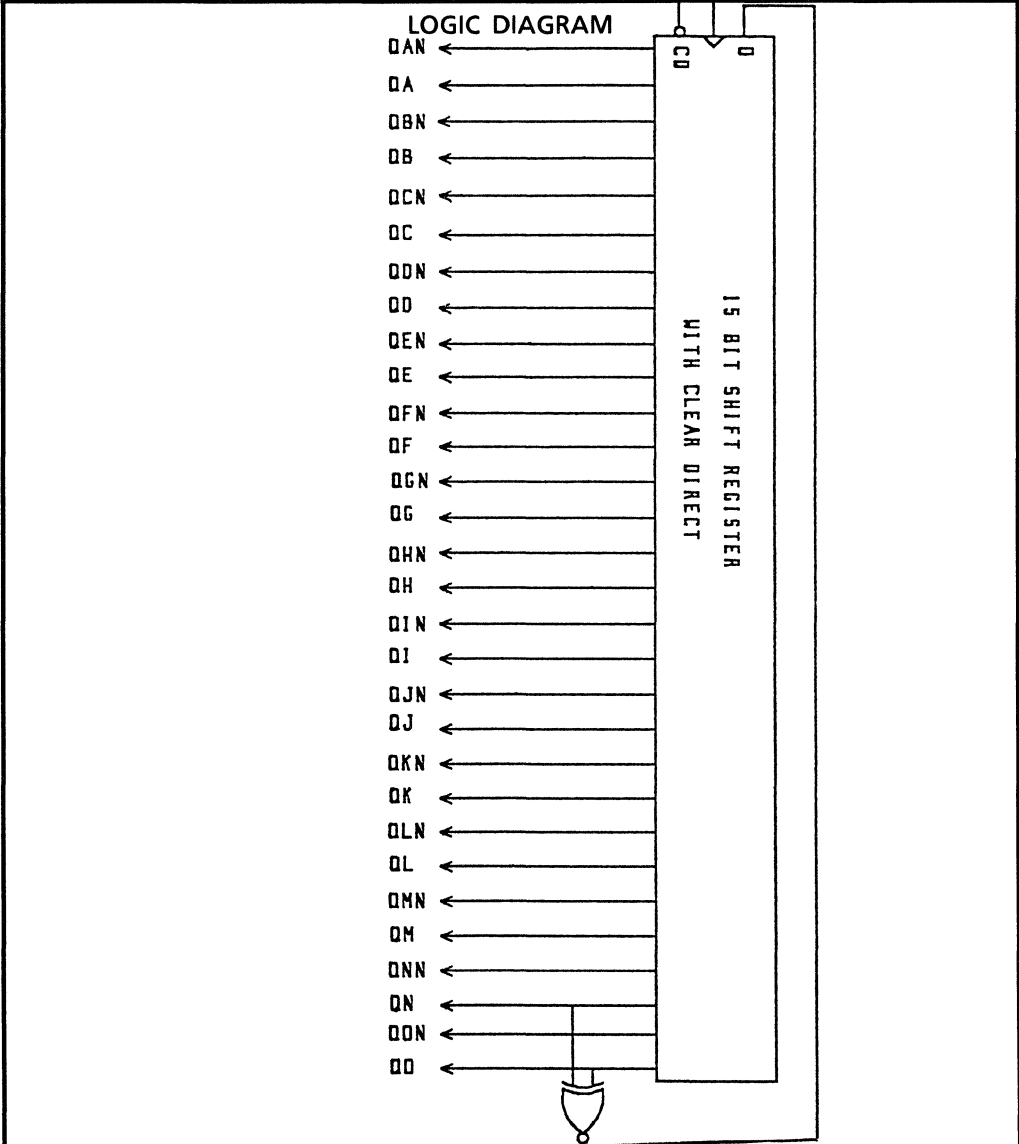 LOGIC DIAGRAM
QAN
QA
QBN
QB
QCN
QC
QDN
QD
QEN
QE
QFN
QF
QGN
QG
QHN
QH
QIN
QI
QJN
QJ
QKN
QK
QLN
QL
QMN
QM
QNN
QN
QON
QO
CD
D
15 BIT SHIFT REGISTER
WITH CLEAR DIRECT